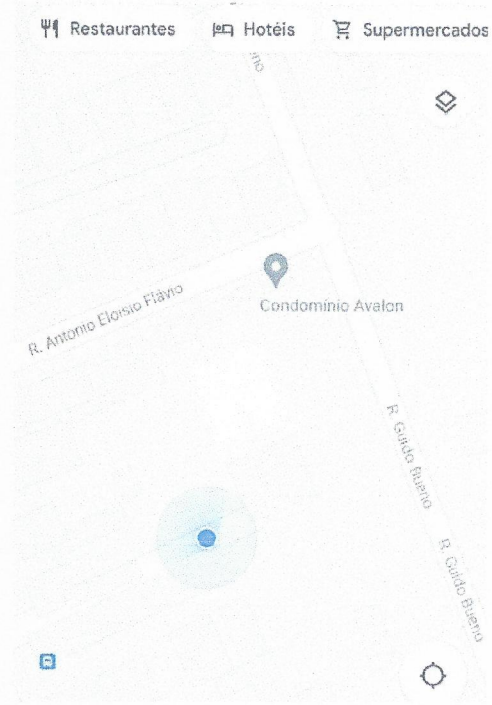 Restaurantes
Hotéis
Supermercados
Condomínio Avalon
R. Antonio Eloisio Flávio
R. Guido Bueno
R. Guido Bueno